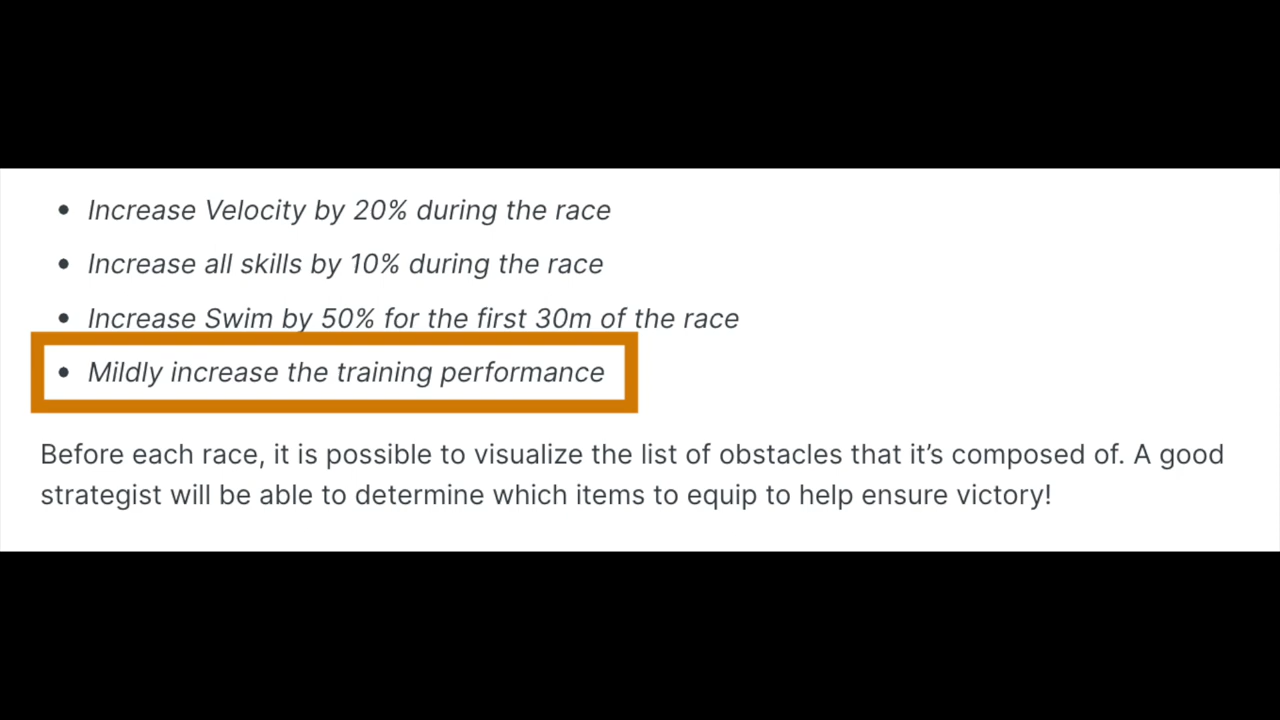 • Increase Velocity by 20% during the race
• Increase all skills by 10% during the race
• Increase Swim by 50% for the first 30m of the race
• Mildly increase the training performance
Before each race, it is possible to visualize the list of obstacles that it’s composed of. A good
strategist will be able to determine which items to equip to help ensure victory!